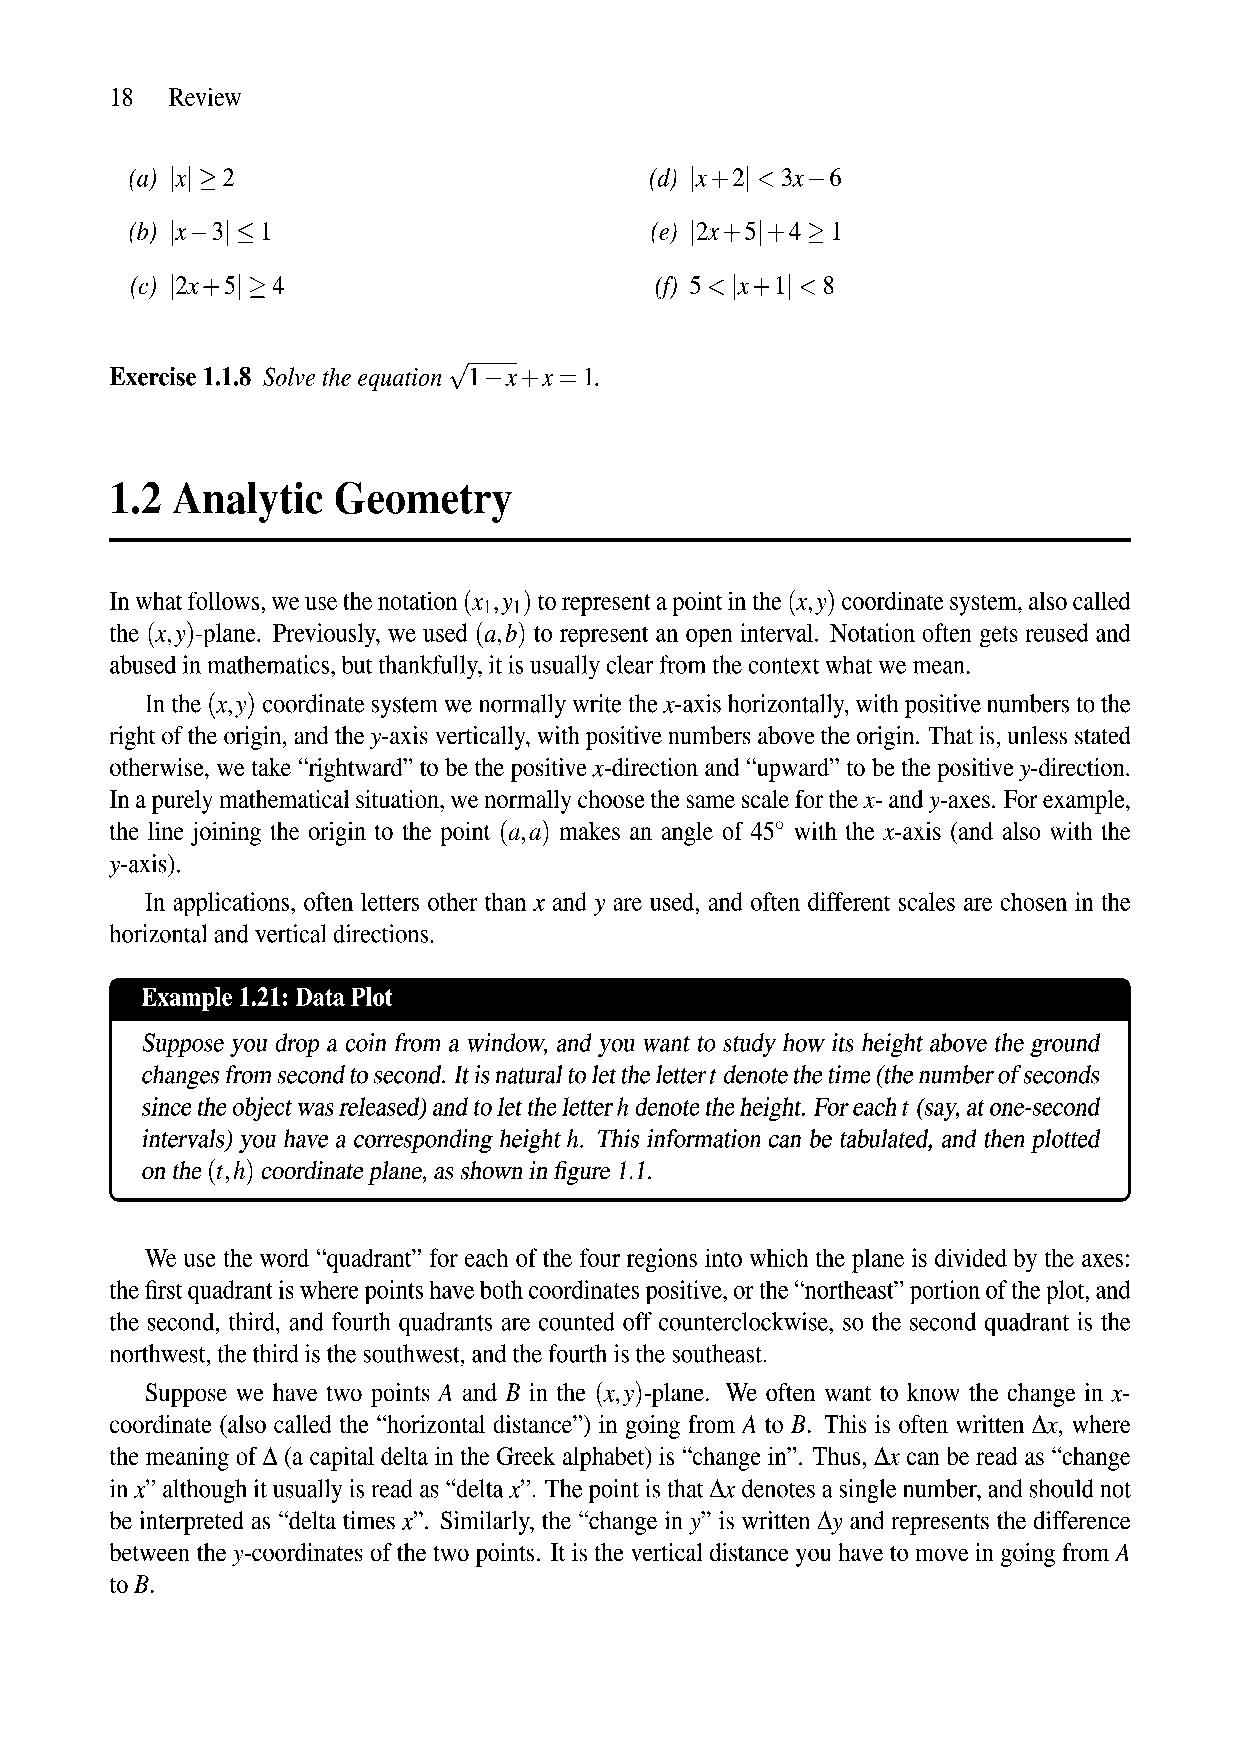 18 Review
(a) |x| ≥ 2
(b) |x−3| ≤ 1
(c) |2x+5| ≥ 4
(d) |x+2| < 3x−6
(e) |2x+5|+4 ≥ 1
(f) 5 < |x+1| < 8
Exercise 1.1.8 Solve the equation √1−x+x = 1.
1.2 Analytic Geometry
In what follows, we use the notation (x₁,y₁) to represent a point in the (x,y) coordinate system, also called
the (x,y)-plane. Previously, we used (a,b) to represent an open interval. Notation often gets reused and
abused in mathematics, but thankfully, it is usually clear from the context what we mean.
In the (x,y) coordinate system we normally write the x-axis horizontally, with positive numbers to the
right of the origin, and the y-axis vertically, with positive numbers above the origin. That is, unless stated
otherwise, we take “rightward” to be the positive x-direction and “upward” to be the positive y-direction.
In a purely mathematical situation, we normally choose the same scale for the x- and y-axes. For example,
the line joining the origin to the point (a,a) makes an angle of 45° with the x-axis (and also with the
y-axis).
In applications, often letters other than x and y are used, and often different scales are chosen in the
horizontal and vertical directions.
Example 1.21: Data Plot
Suppose you drop a coin from a window, and you want to study how its height above the ground
changes from second to second. It is natural to let the letter t denote the time (the number of seconds
since the object was released) and to let the letter h denote the height. For each t (say, at one-second
intervals) you have a corresponding height h. This information can be tabulated, and then plotted
on the (t,h) coordinate plane, as shown in figure 1.1.
We use the word “quadrant” for each of the four regions into which the plane is divided by the axes:
the first quadrant is where points have both coordinates positive, or the “northeast” portion of the plot, and
the second, third, and fourth quadrants are counted off counterclockwise, so the second quadrant is the
northwest, the third is the southwest, and the fourth is the southeast.
Suppose we have two points A and B in the (x,y)-plane. We often want to know the change in x-
coordinate (also called the “horizontal distance”) in going from A to B. This is often written Δx, where
the meaning of Δ (a capital delta in the Greek alphabet) is “change in”. Thus, Δx can be read as “change
in x” although it usually is read as “delta x”. The point is that Δx denotes a single number, and should not
be interpreted as “delta times x”. Similarly, the “change in y” is written Δy and represents the difference
between the y-coordinates of the two points. It is the vertical distance you have to move in going from A
to B.